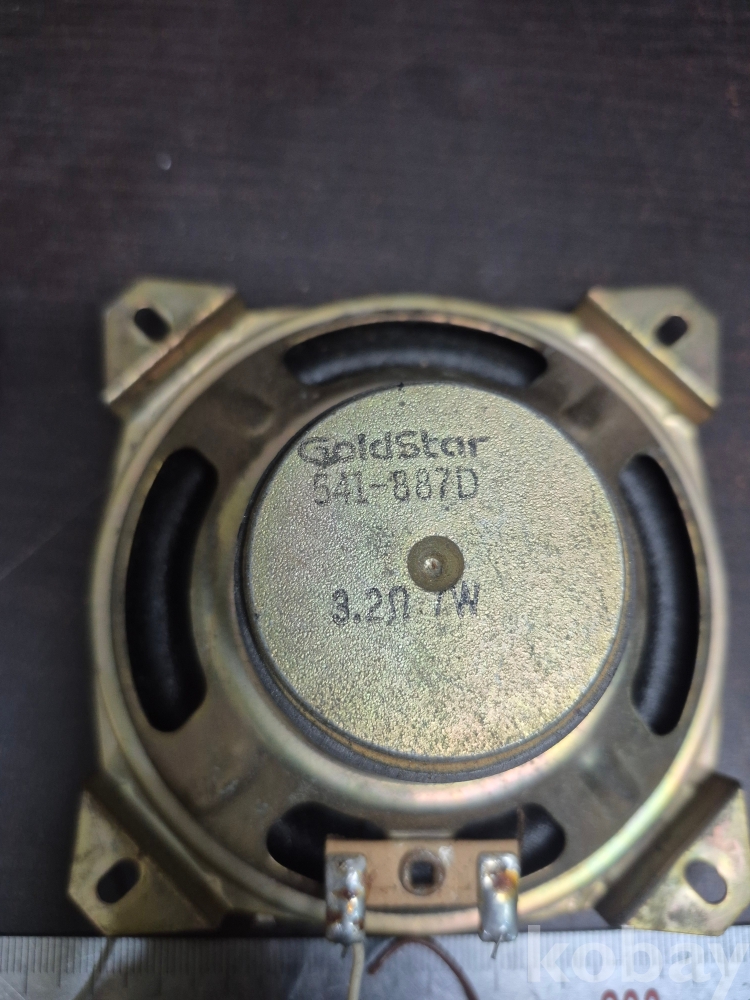 GoldStar
541-887D
3.2Ω 7W
kobay